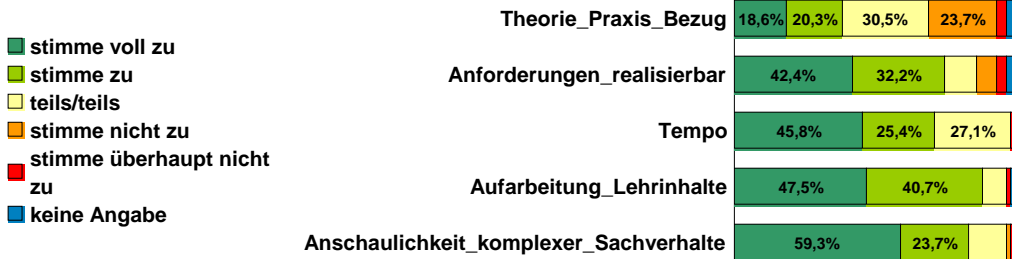 Theorie_Praxis_Bezug 18,6% 20,3% 30,5% 23,7%
stimme voll zu
stimme zu
teils/teils
stimme nicht zu
stimme überhaupt nicht
zu
keine Angabe
Anforderungen_realisierbar 42,4% 32,2%
Tempo 45,8% 25,4% 27,1%
Aufarbeitung_Lehrinhalte 47,5% 40,7%
Anschaulichkeit_komplexer_Sachverhalte 59,3% 23,7%